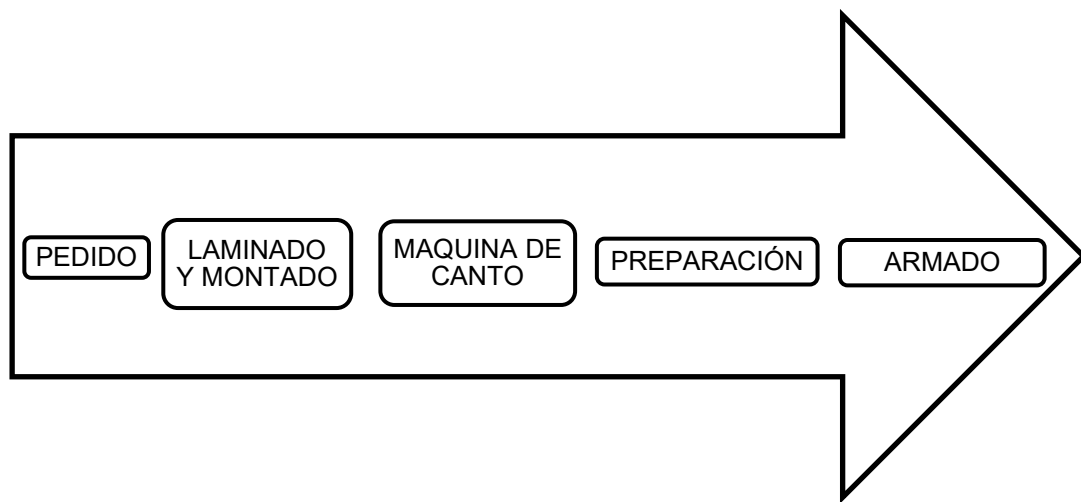 PEDIDO
LAMINADO
Y MONTADO
MAQUINA DE
CANTO
PREPARACIÓN
ARMADO